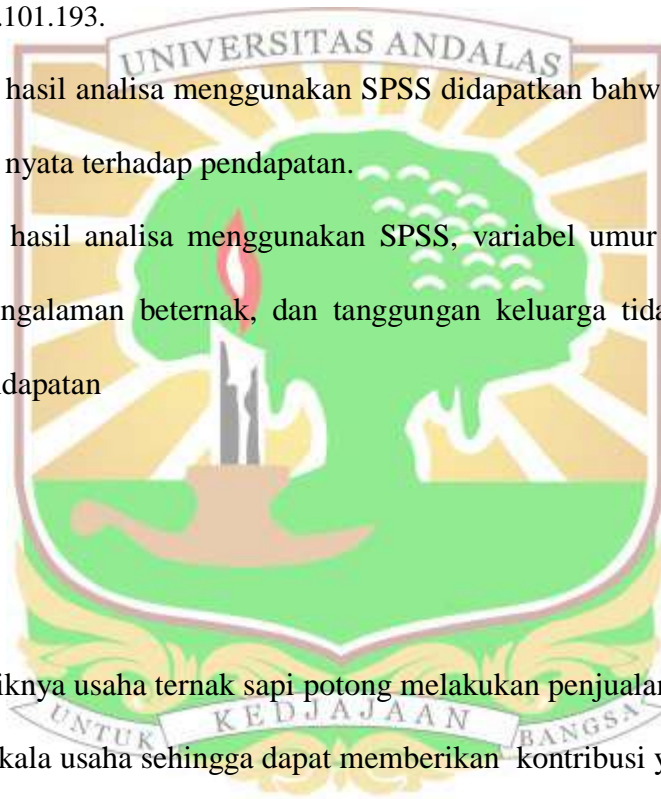 .101.193.
UNIVERSITAS ANDALAS
hasil analisa menggunakan SPSS didapatkan bahw
nyata terhadap pendapatan.
hasil analisa menggunakan SPSS, variabel umur
ngalaman beternak, dan tanggungan keluarga tida
dapatan
iknya usaha ternak sapi potong melakukan penjualan
kala usaha sehingga dapat memberikan kontribusi y
UNTUK KEDJAJAAN BANGSA